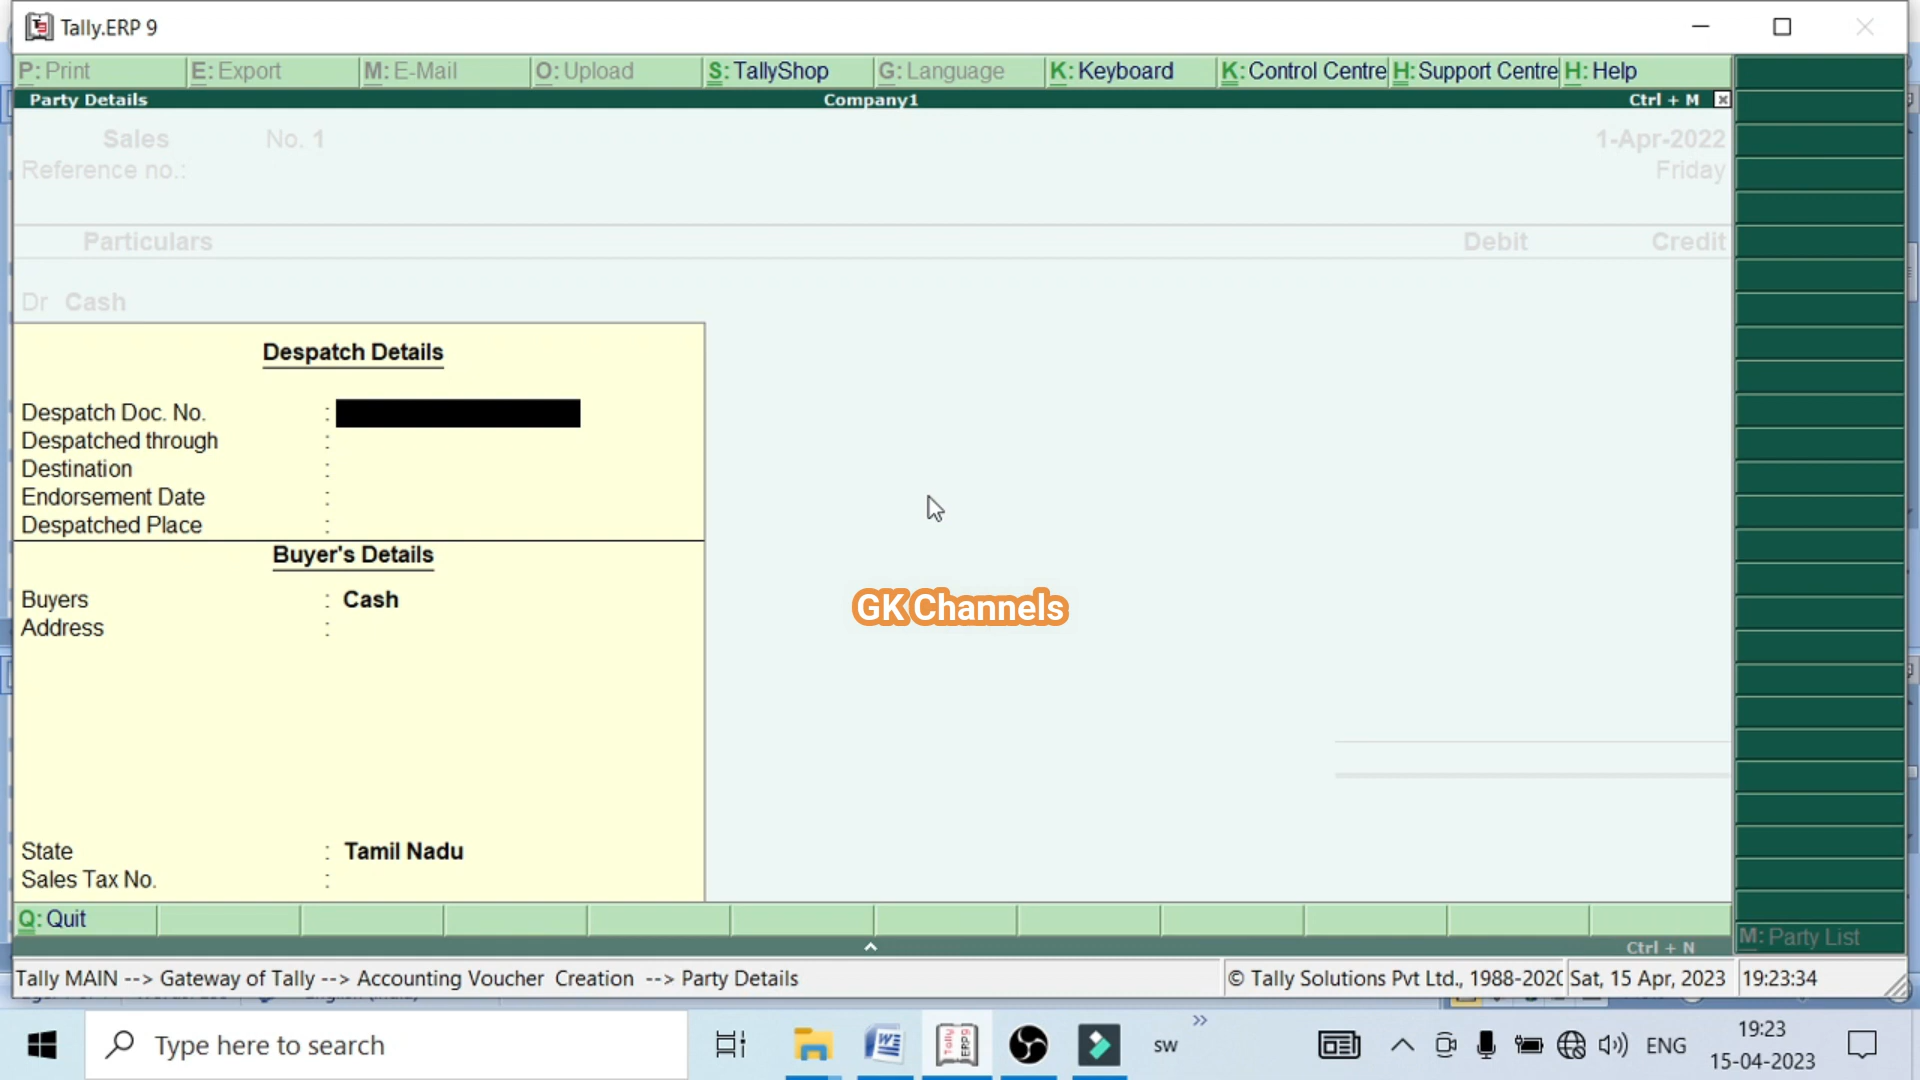 Tally.ERP 9
P: Print E: Export M: E-Mail O: Upload S: TallyShop G: Language K: Keyboard K: Control Centre H: Support Centre H: Help
Party Details Company1 Ctrl + M
Sales No. 1 1-Apr-2022
Reference no.: Friday
Particulars Debit Credit
Dr Cash
Despatch Details
Despatch Doc. No. :
Despatched through :
Destination :
Endorsement Date :
Despatched Place :
Buyer's Details
Buyers : Cash
Address :
GK Channels
State : Tamil Nadu
Sales Tax No. :
Q: Quit
Ctrl + N M: Party List
Tally MAIN --> Gateway of Tally --> Accounting Voucher Creation --> Party Details © Tally Solutions Pvt Ltd., 1988-2020 Sat, 15 Apr, 2023 19:23:34
Type here to search sw ENG 19:23
15-04-2023